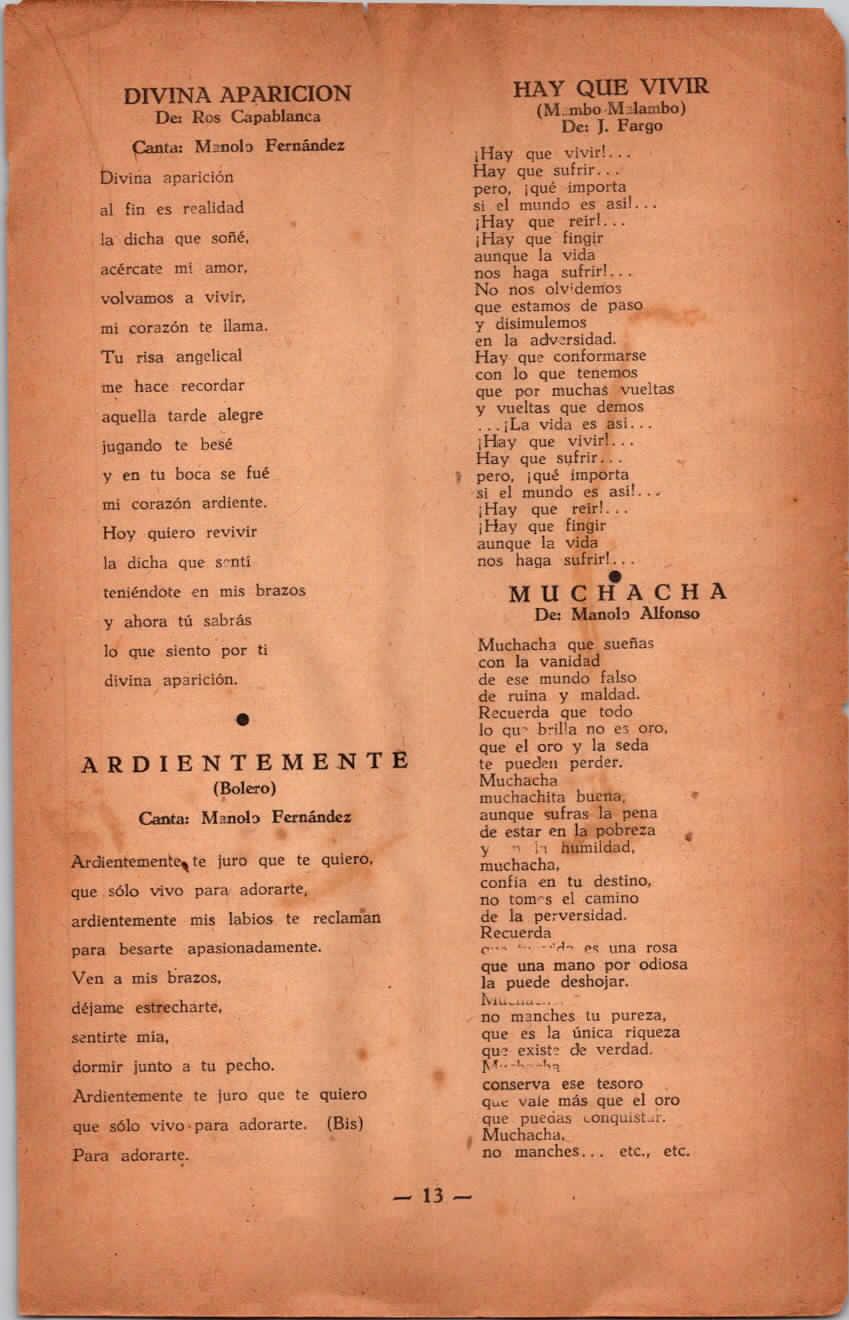 DIVINA APARICION
De: Ros Capablanca
Canta: Manolo Fernández
Divina aparición
al fin es realidad
la dicha que soñé,
acércate mi amor,
volvamos a vivir,
mi corazón te llama.
Tu risa angelical
me hace recordar
aquella tarde alegre
jugando te besé
y en tu boca se fué
mi corazón ardiente.
Hoy quiero revivir
la dicha que sentí
teniéndote en mis brazos
y ahora tú sabrás
lo que siento por ti
divina aparición.
ARDIENTEMENTE
(Bolero)
Canta: Manolo Fernández
Ardientemente te juro que te quiero,
que sólo vivo para adorarte,
ardientemente mis labios te reclaman
para besarte apasionadamente.
Ven a mis brazos,
déjame estrecharte,
sentirte mía,
dormir junto a tu pecho.
Ardientemente te juro que te quiero
que sólo vivo para adorarte. (Bis)
Para adorarte.
HAY QUE VIVIR
(Mambo-Malambo)
De: J. Fargo
¡Hay que vivir!...
Hay que sufrir...
pero, ¡qué importa
si el mundo es así!...
¡Hay que reír!...
¡Hay que fingir
aunque la vida
nos haga sufrir!...
No nos olvidemos
que estamos de paso
y disimulemos
en la adversidad.
Hay que conformarse
con lo que tenemos
que por muchas vueltas
y vueltas que demos
...¡La vida es así...
¡Hay que vivir!...
Hay que sufrir...
pero, ¡qué importa
si el mundo es así!...
¡Hay que reír!...
¡Hay que fingir
aunque la vida
nos haga sufrir!...
MUCHACHA
De: Manolo Alfonso
Muchacha que sueñas
con la vanidad
de ese mundo falso
de ruina y maldad.
Recuerda que todo
lo que brilla no es oro,
que el oro y la seda
te pueden perder.
Muchacha
muchachita buena,
aunque sufras la pena
de estar en la pobreza
y en la humildad,
muchacha,
confía en tu destino,
no tomes el camino
de la perversidad.
Recuerda
es una rosa
que una mano por odiosa
la puede deshojar.
no manches tu pureza,
que es la única riqueza
que existe de verdad.
Muchacha
conserva ese tesoro
que vale más que el oro
que puedas conquistar.
Muchacha,
no manches... etc., etc.
— 13 —